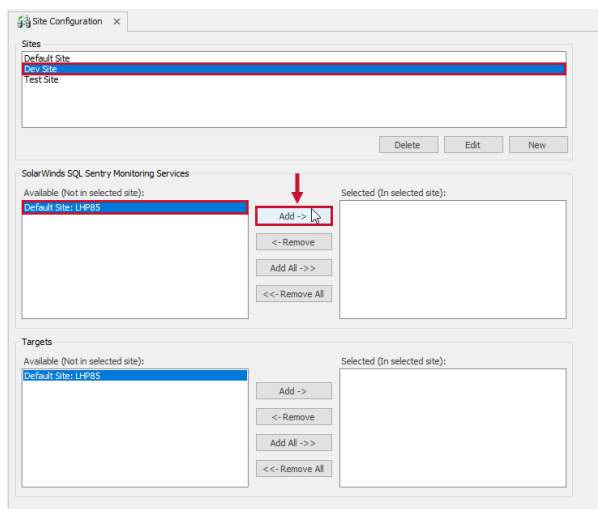 Site Configuration ×
Sites
Default Site
Dev Site
Test Site
Delete Edit New
SolarWinds SQL Sentry Monitoring Services
Available (Not in selected site): Selected (In selected site):
Default Site: LHP85
Add ->
<- Remove
Add All ->>
<<- Remove All
Targets
Available (Not in selected site): Selected (In selected site):
Default Site: LHP85
Add ->
<- Remove
Add All ->>
<<- Remove All